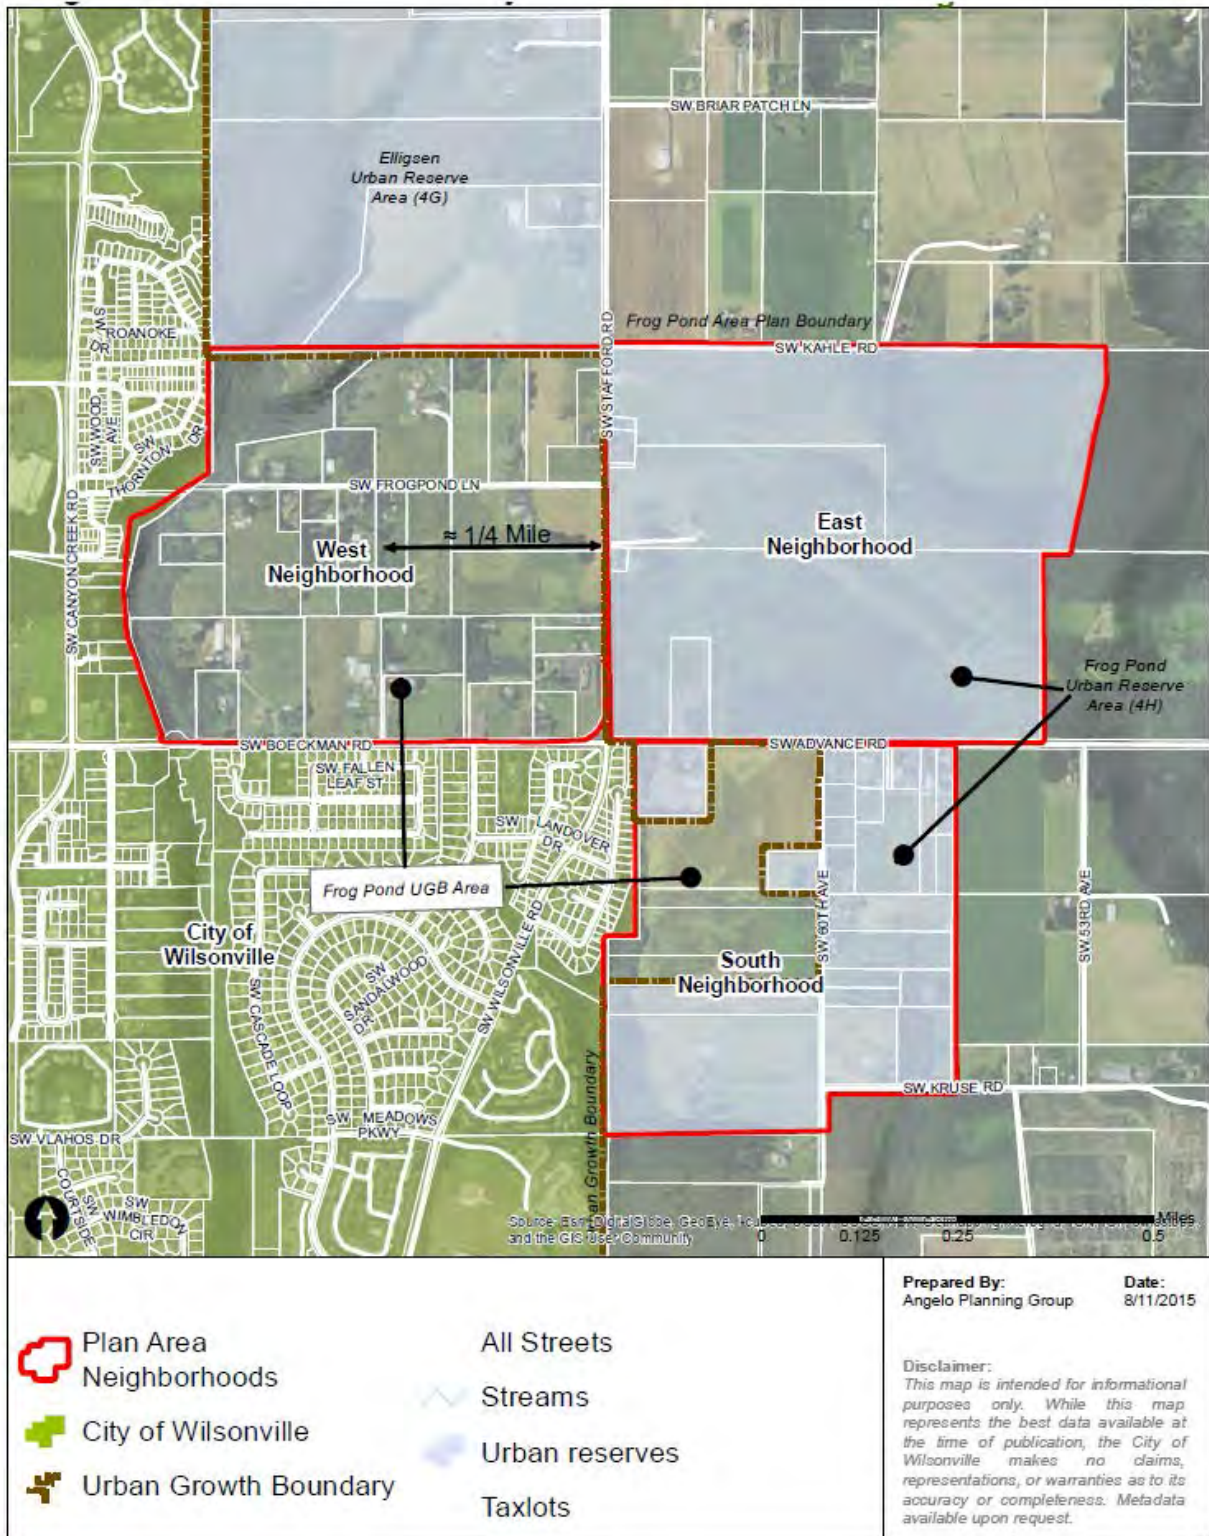 SW BRIAR PATCH LN
Elligsen
Urban Reserve
Area (4G)
Frog Pond Area Plan Boundary
SW KAHLE RD
SW STAFFORD RD
ROANOKE
SW
DR
SW WOOD
AVE
SW
THORNTON DR
SW CANYON CREEK RD
SW FROGPOND LN
≈ 1/4 Mile
West
Neighborhood
East
Neighborhood
Frog Pond
Urban Reserve
Area (4H)
SW BOECKMAN RD
SW ADVANCE RD
SW FALLEN
LEAF ST
SW LANDOVER
DR
Frog Pond UGB Area
City of
Wilsonville
SW WILSONVILLE RD
SW
SANDALWOOD
DR
SW CASCADE LOOP
SW 60TH AVE
SW 53RD AVE
South
Neighborhood
SW KRUSE RD
Growth Boundary
SW MEADOWS
PKWY
SW VLAHOS DR
SW
COURTSIDE
SW
WIMBLEDON
CIR
Source: Esri, DigitalGlobe, GeoEye,
and the GIS User Community
Miles
0 0.125 0.25 0.5
Plan Area
Neighborhoods
City of Wilsonville
Urban Growth Boundary
All Streets
Streams
Urban reserves
Taxlots
Prepared By:
Angelo Planning Group
Date:
8/11/2015
Disclaimer:
This map is intended for informational
purposes only. While this map
represents the best data available at
the time of publication, the City of
Wilsonville makes no claims,
representations, or warranties as to its
accuracy or completeness. Metadata
available upon request.